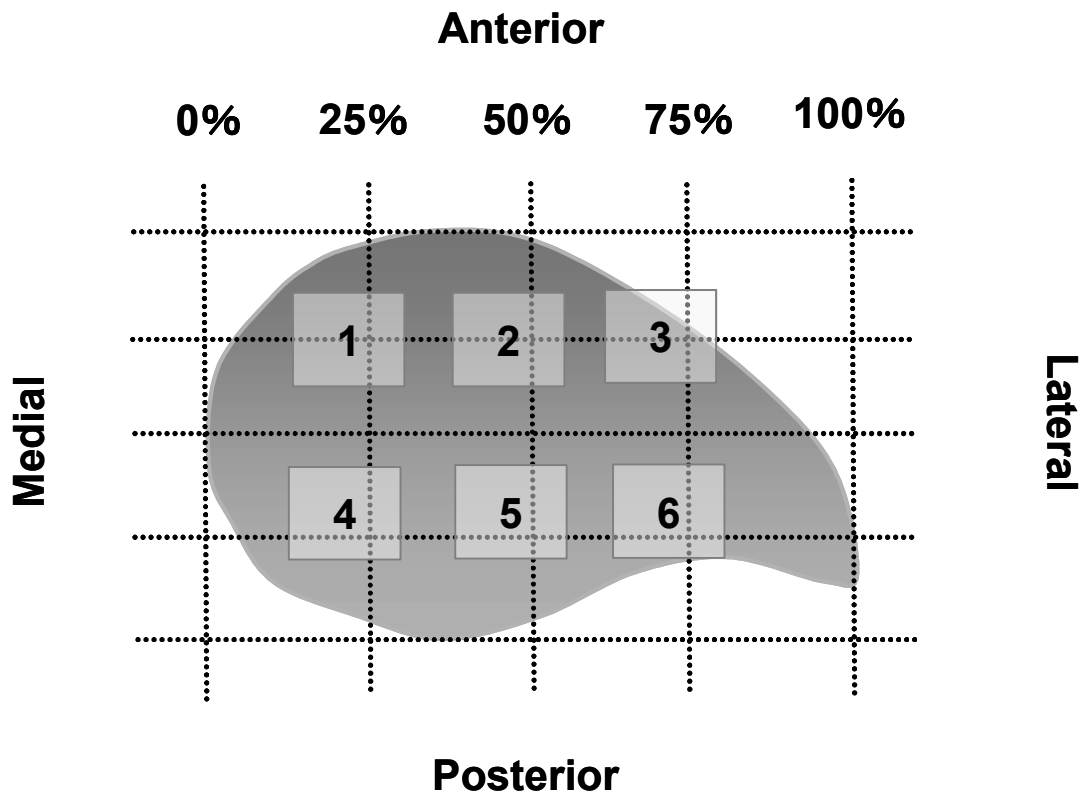 Anterior
0% 25% 50% 75% 100%
1 2 3
Medial
Lateral
4 5 6
Posterior